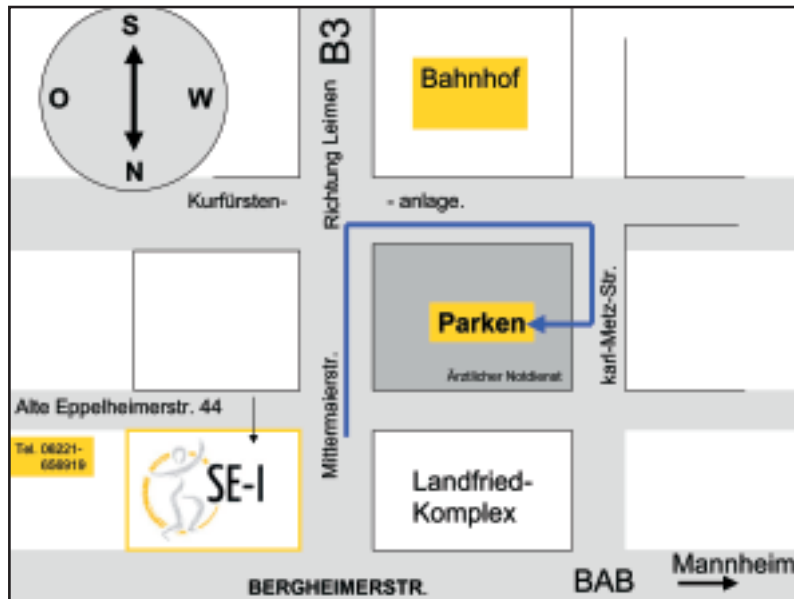 S
O
W
N
B3
Richtung Leimen
Bahnhof
Kurfürsten-
- anlage.
Parken
Ärztlicher Notdienst
karl-Metz-Str.
Mittermaierstr.
Alte Eppelheimerstr. 44
Tel. 06221-
658919
SE-I
Landfried-
Komplex
BERGHEIMERSTR.
BAB
Mannheim